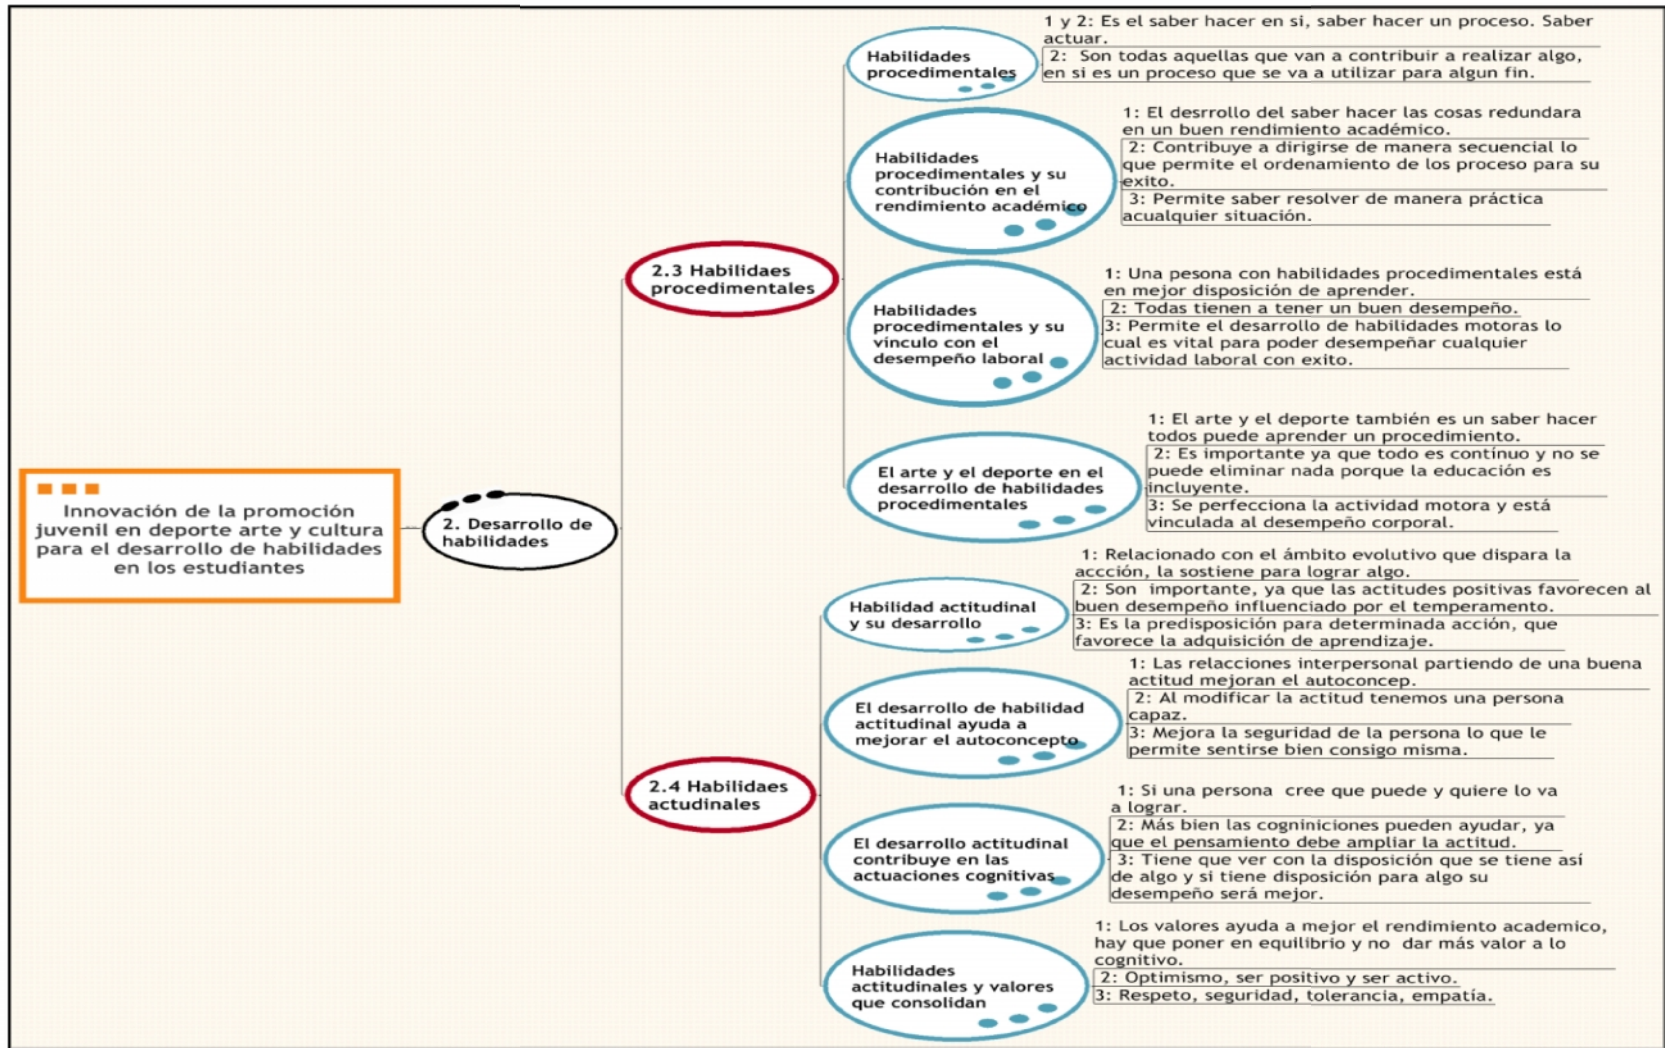 Innovación de la promoción
juvenil en deporte arte y cultura
para el desarrollo de habilidades
en los estudiantes
2. Desarrollo de
habilidades
2.3 Habilidaes
procedimentales
Habilidades
procedimentales
1 y 2: Es el saber hacer en si, saber hacer un proceso. Saber
actuar.
2: Son todas aquellas que van a contribuir a realizar algo,
en si es un proceso que se va a utilizar para algun fin.
Habilidades
procedimentales y su
contribución en el
rendimiento académico
1: El desrrollo del saber hacer las cosas redundara
en un buen rendimiento académico.
2: Contribuye a dirigirse de manera secuencial lo
que permite el ordenamiento de los proceso para su
exito.
3: Permite saber resolver de manera práctica
acualquier situación.
Habilidades
procedimentales y su
vínculo con el
desempeño laboral
1: Una pesona con habilidades procedimentales está
en mejor disposición de aprender.
2: Todas tienen a tener un buen desempeño.
3: Permite el desarrollo de habilidades motoras lo
cual es vital para poder desempeñar cualquier
actividad laboral con exito.
El arte y el deporte en el
desarrollo de habilidades
procedimentales
1: El arte y el deporte también es un saber hacer
todos puede aprender un procedimiento.
2: Es importante ya que todo es contínuo y no se
puede eliminar nada porque la educación es
incluyente.
3: Se perfecciona la actividad motora y está
vinculada al desempeño corporal.
2.4 Habilidaes
actudinales
Habilidad actitudinal
y su desarrollo
1: Relacionado con el ámbito evolutivo que dispara la
accción, la sostiene para lograr algo.
2: Son importante, ya que las actitudes positivas favorecen al
buen desempeño influenciado por el temperamento.
3: Es la predisposición para determinada acción, que
favorece la adquisición de aprendizaje.
El desarrollo de habilidad
actitudinal ayuda a
mejorar el autoconcepto
1: Las relacciones interpersonal partiendo de una buena
actitud mejoran el autoconcep.
2: Al modificar la actitud tenemos una persona
capaz.
3: Mejora la seguridad de la persona lo que le
permite sentirse bien consigo misma.
El desarrollo actitudinal
contribuye en las
actuaciones cognitivas
1: Si una persona cree que puede y quiere lo va
a lograr.
2: Más bien las cogniniciones pueden ayudar, ya
que el pensamiento debe ampliar la actitud.
3: Tiene que ver con la disposición que se tiene así
de algo y si tiene disposición para algo su
desempeño será mejor.
Habilidades
actitudinales y valores
que consolidan
1: Los valores ayuda a mejor el rendimiento academico,
hay que poner en equilibrio y no dar más valor a lo
cognitivo.
2: Optimismo, ser positivo y ser activo.
3: Respeto, seguridad, tolerancia, empatía.